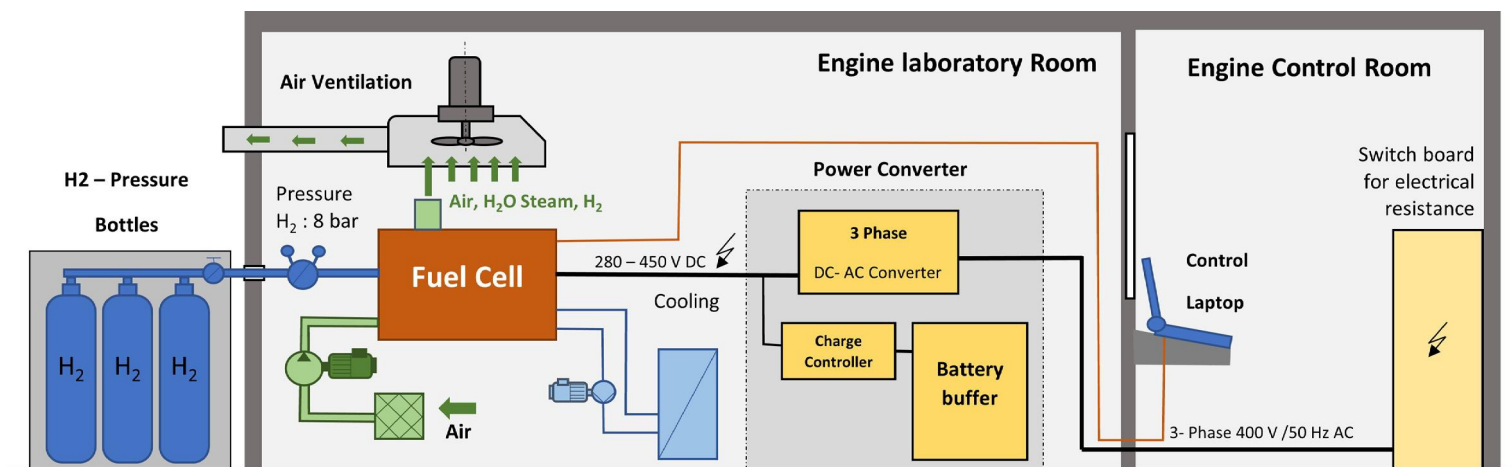 Engine laboratory Room
Engine Control Room
Air Ventilation
H2 – Pressure
Bottles
Pressure
H₂ : 8 bar
Air, H₂O Steam, H₂
Power Converter
Switch board
for electrical
resistance
3 Phase
DC- AC Converter
Fuel Cell
280 – 450 V DC
Cooling
Control
Laptop
Charge
Controller
Battery
buffer
H₂
H₂
H₂
Air
3- Phase 400 V /50 Hz AC